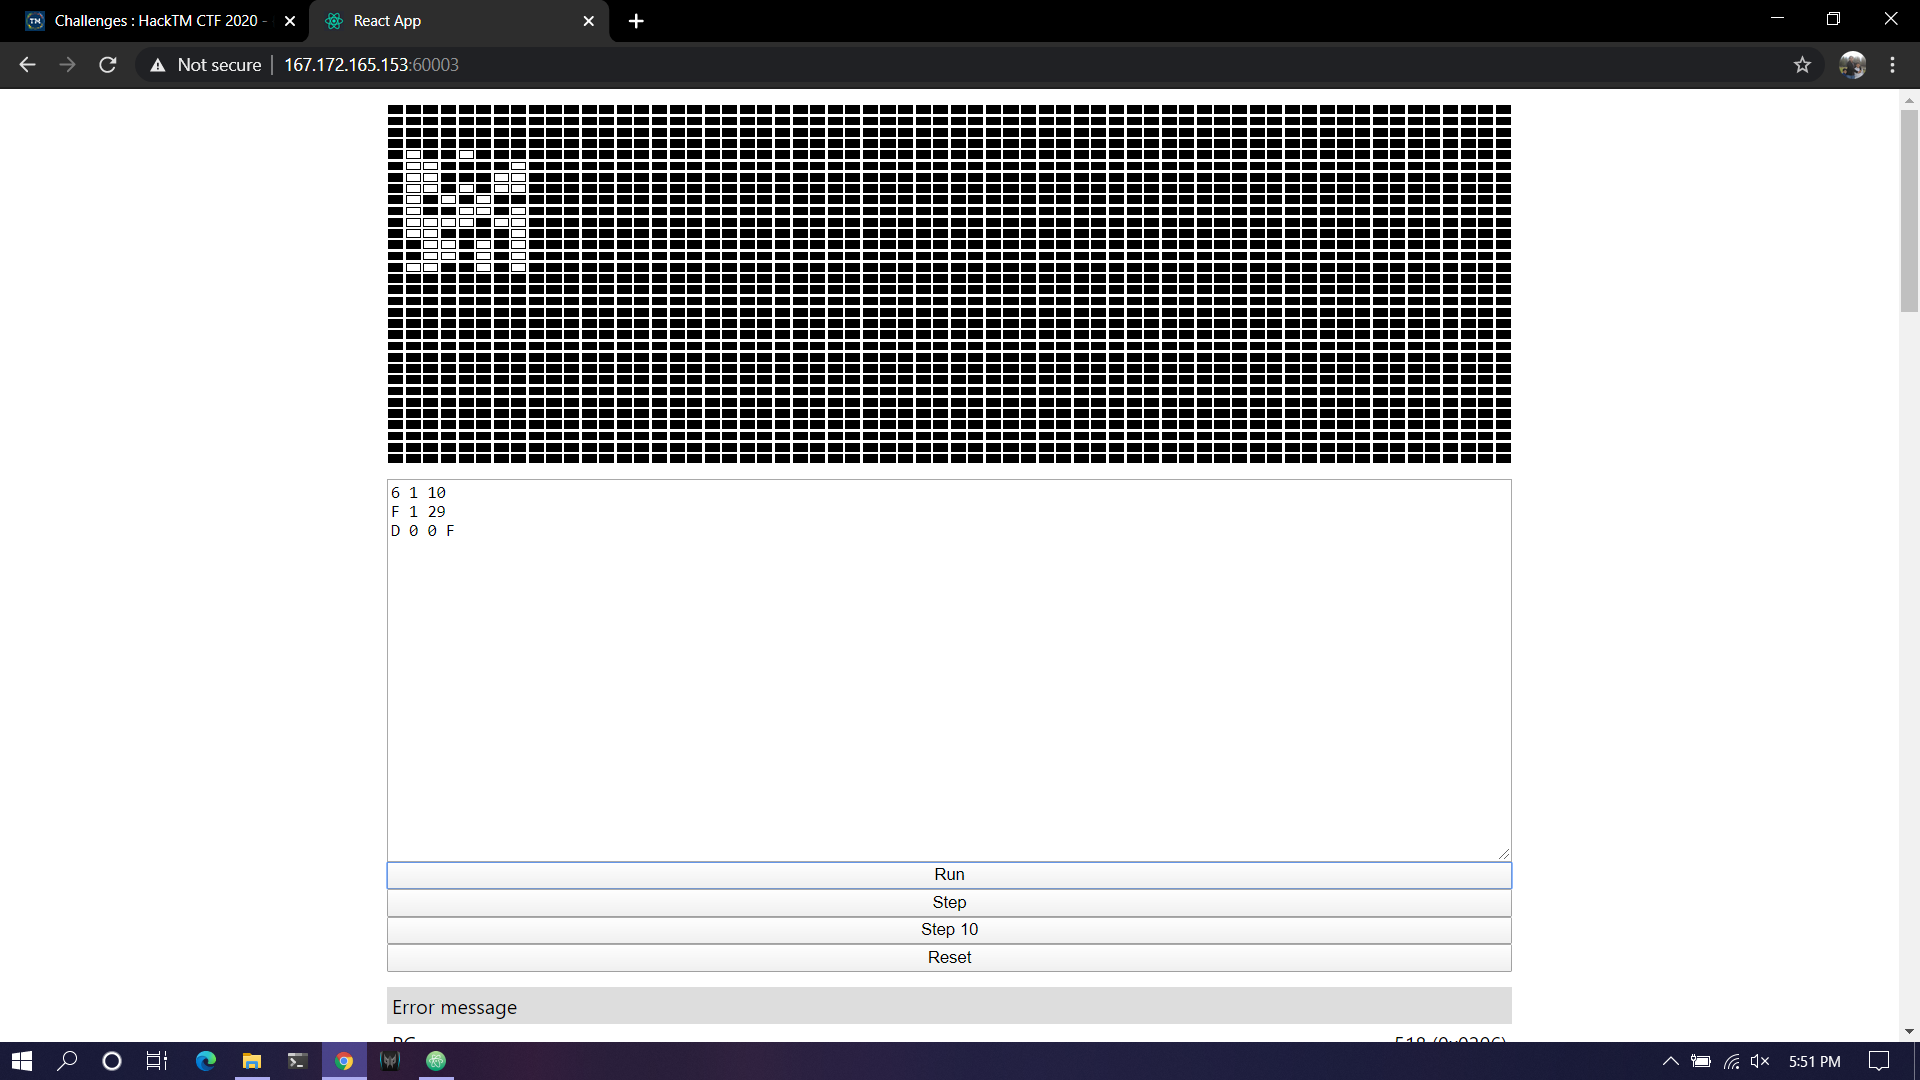 Challenges : HackTM CTF 2020 -
React App
Not secure
167.172.165.153:60003
6 1 10
F 1 29
D 0 0 F
Run
Step
Step 10
Reset
Error message
5:51 PM